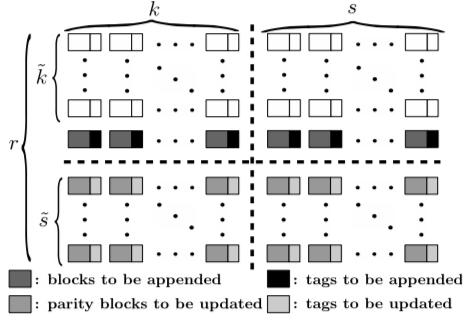 k s
k̃
r
s̃
: blocks to be appended : tags to be appended
: parity blocks to be updated : tags to be updated